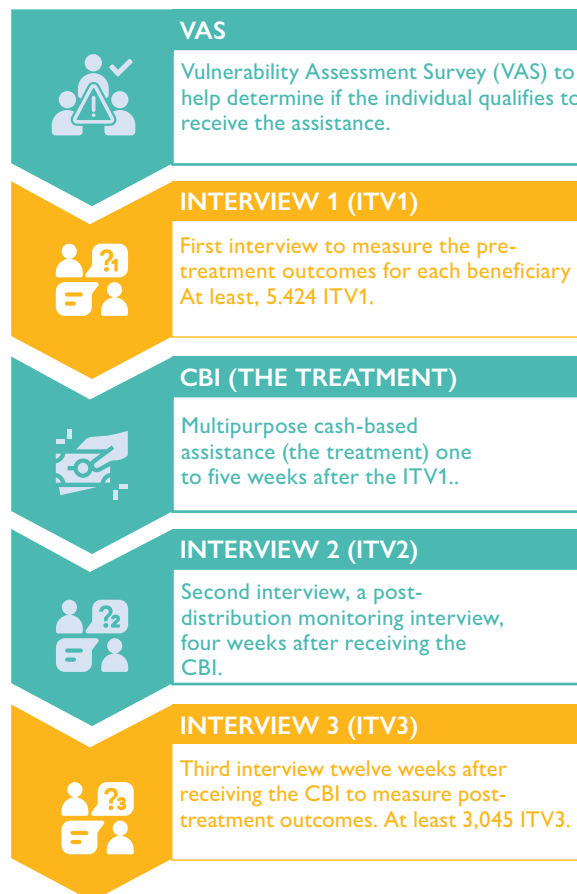 VAS
Vulnerability Assessment Survey (VAS) to
help determine if the individual qualifies to
receive the assistance.
INTERVIEW 1 (ITV1)
?1
First interview to measure the pre-
treatment outcomes for each beneficiary
At least, 5.424 ITV1.
CBI (THE TREATMENT)
Multipurpose cash-based
assistance (the treatment) one
to five weeks after the ITV1..
INTERVIEW 2 (ITV2)
?2
Second interview, a post-
distribution monitoring interview,
four weeks after receiving the
CBI.
INTERVIEW 3 (ITV3)
?3
Third interview twelve weeks after
receiving the CBI to measure post-
treatment outcomes. At least 3,045 ITV3.